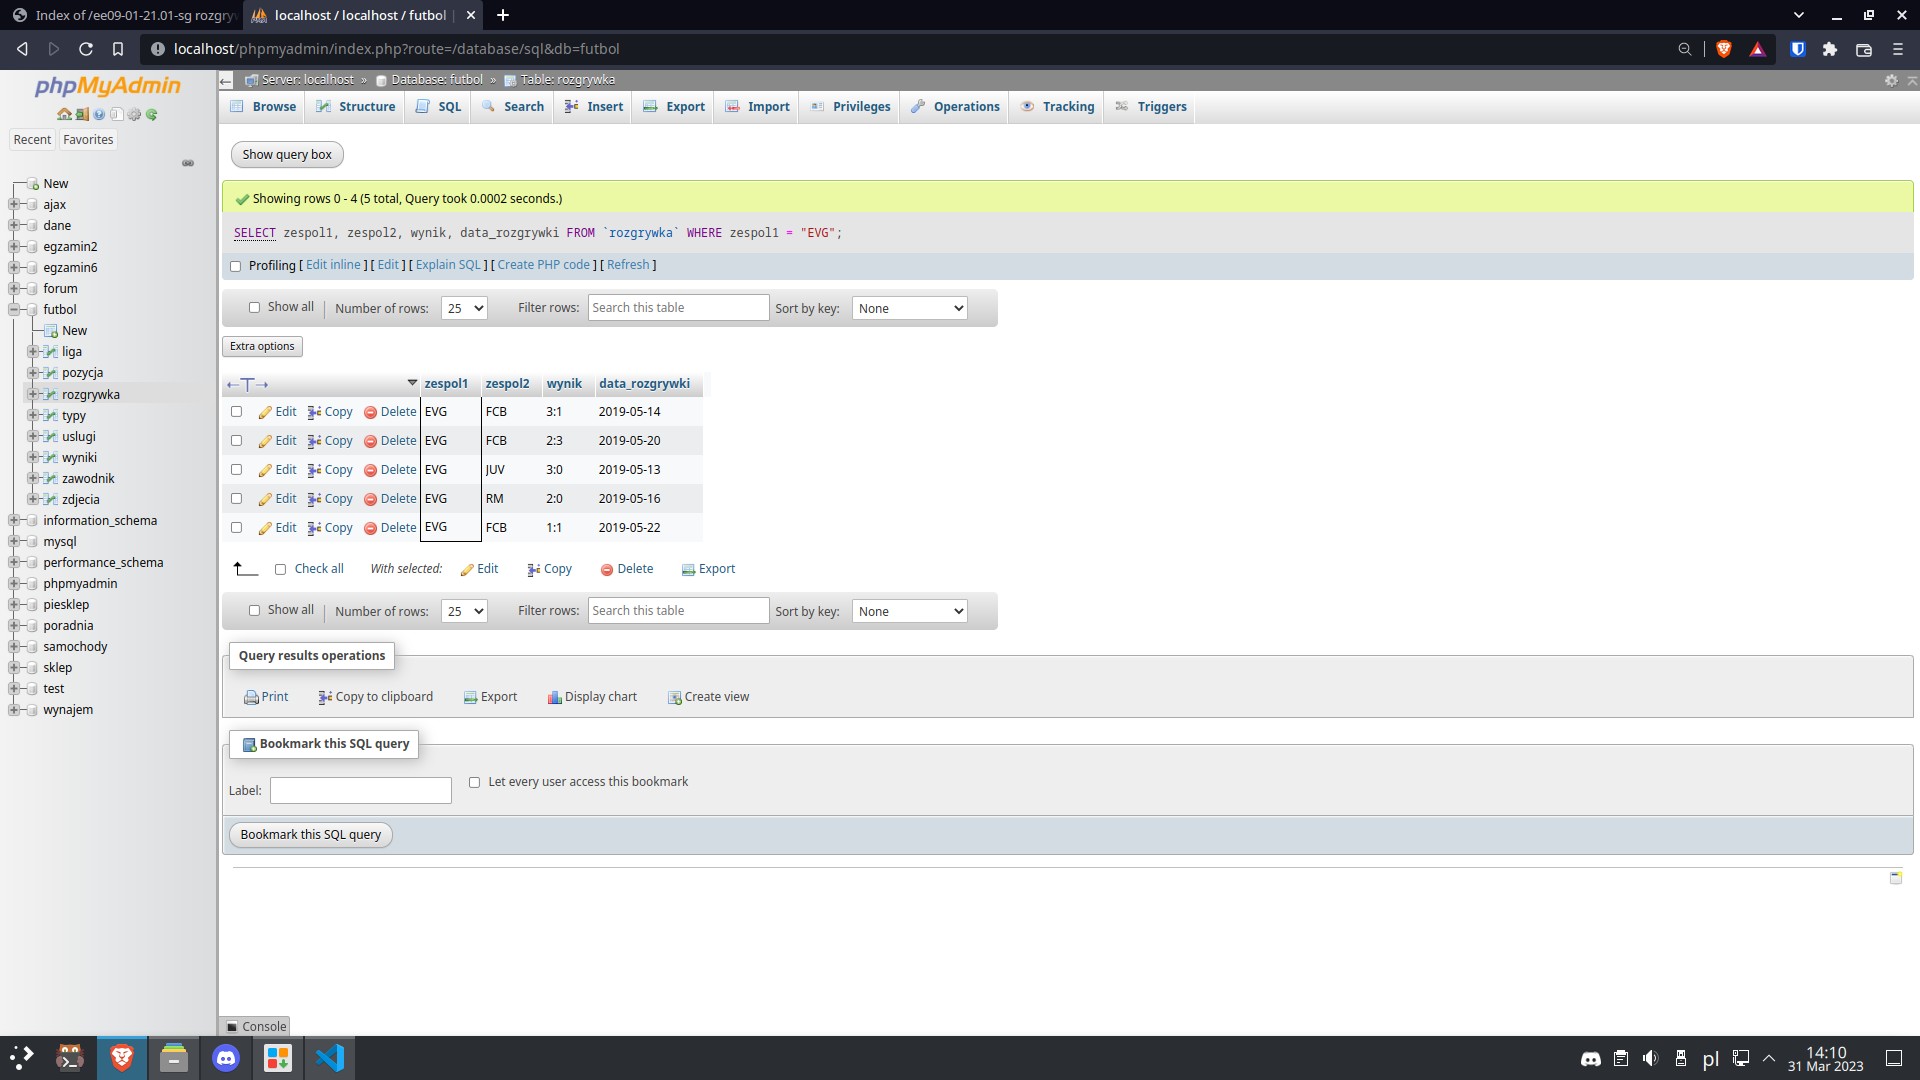 Index of /ee09-01-21.01-sg rozgryw
localhost / localhost / futbol |
localhost/phpmyadmin/index.php?route=/database/sql&db=futbol
phpMyAdmin
Recent Favorites
New
ajax
dane
egzamin2
egzamin6
forum
futbol
New
liga
pozycja
rozgrywka
typy
uslugi
wyniki
zawodnik
zdjecia
information_schema
mysql
performance_schema
phpmyadmin
piesklep
poradnia
samochody
sklep
test
wynajem
Server: localhost » Database: futbol » Table: rozgrywka
Browse Structure SQL Search Insert Export Import Privileges Operations Tracking Triggers
Show query box
Showing rows 0 - 4 (5 total, Query took 0.0002 seconds.)
SELECT zespol1, zespol2, wynik, data_rozgrywki FROM `rozgrywka` WHERE zespol1 = "EVG";
Profiling [ Edit inline ] [ Edit ] [ Explain SQL ] [ Create PHP code ] [ Refresh ]
Show all | Number of rows: 25 Filter rows: Search this table Sort by key: None
Extra options
←T→ zespol1 zespol2 wynik data_rozgrywki
Edit Copy Delete EVG FCB 3:1 2019-05-14
Edit Copy Delete EVG FCB 2:3 2019-05-20
Edit Copy Delete EVG JUV 3:0 2019-05-13
Edit Copy Delete EVG RM 2:0 2019-05-16
Edit Copy Delete EVG FCB 1:1 2019-05-22
Check all With selected: Edit Copy Delete Export
Show all | Number of rows: 25 Filter rows: Search this table Sort by key: None
Query results operations
Print Copy to clipboard Export Display chart Create view
Bookmark this SQL query
Label: Let every user access this bookmark
Bookmark this SQL query
Console
pl 14:10
31 Mar 2023